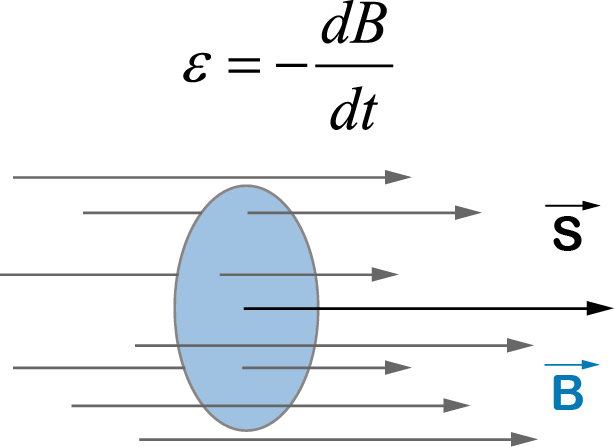 ε = − dB/dt
S⃗
B⃗